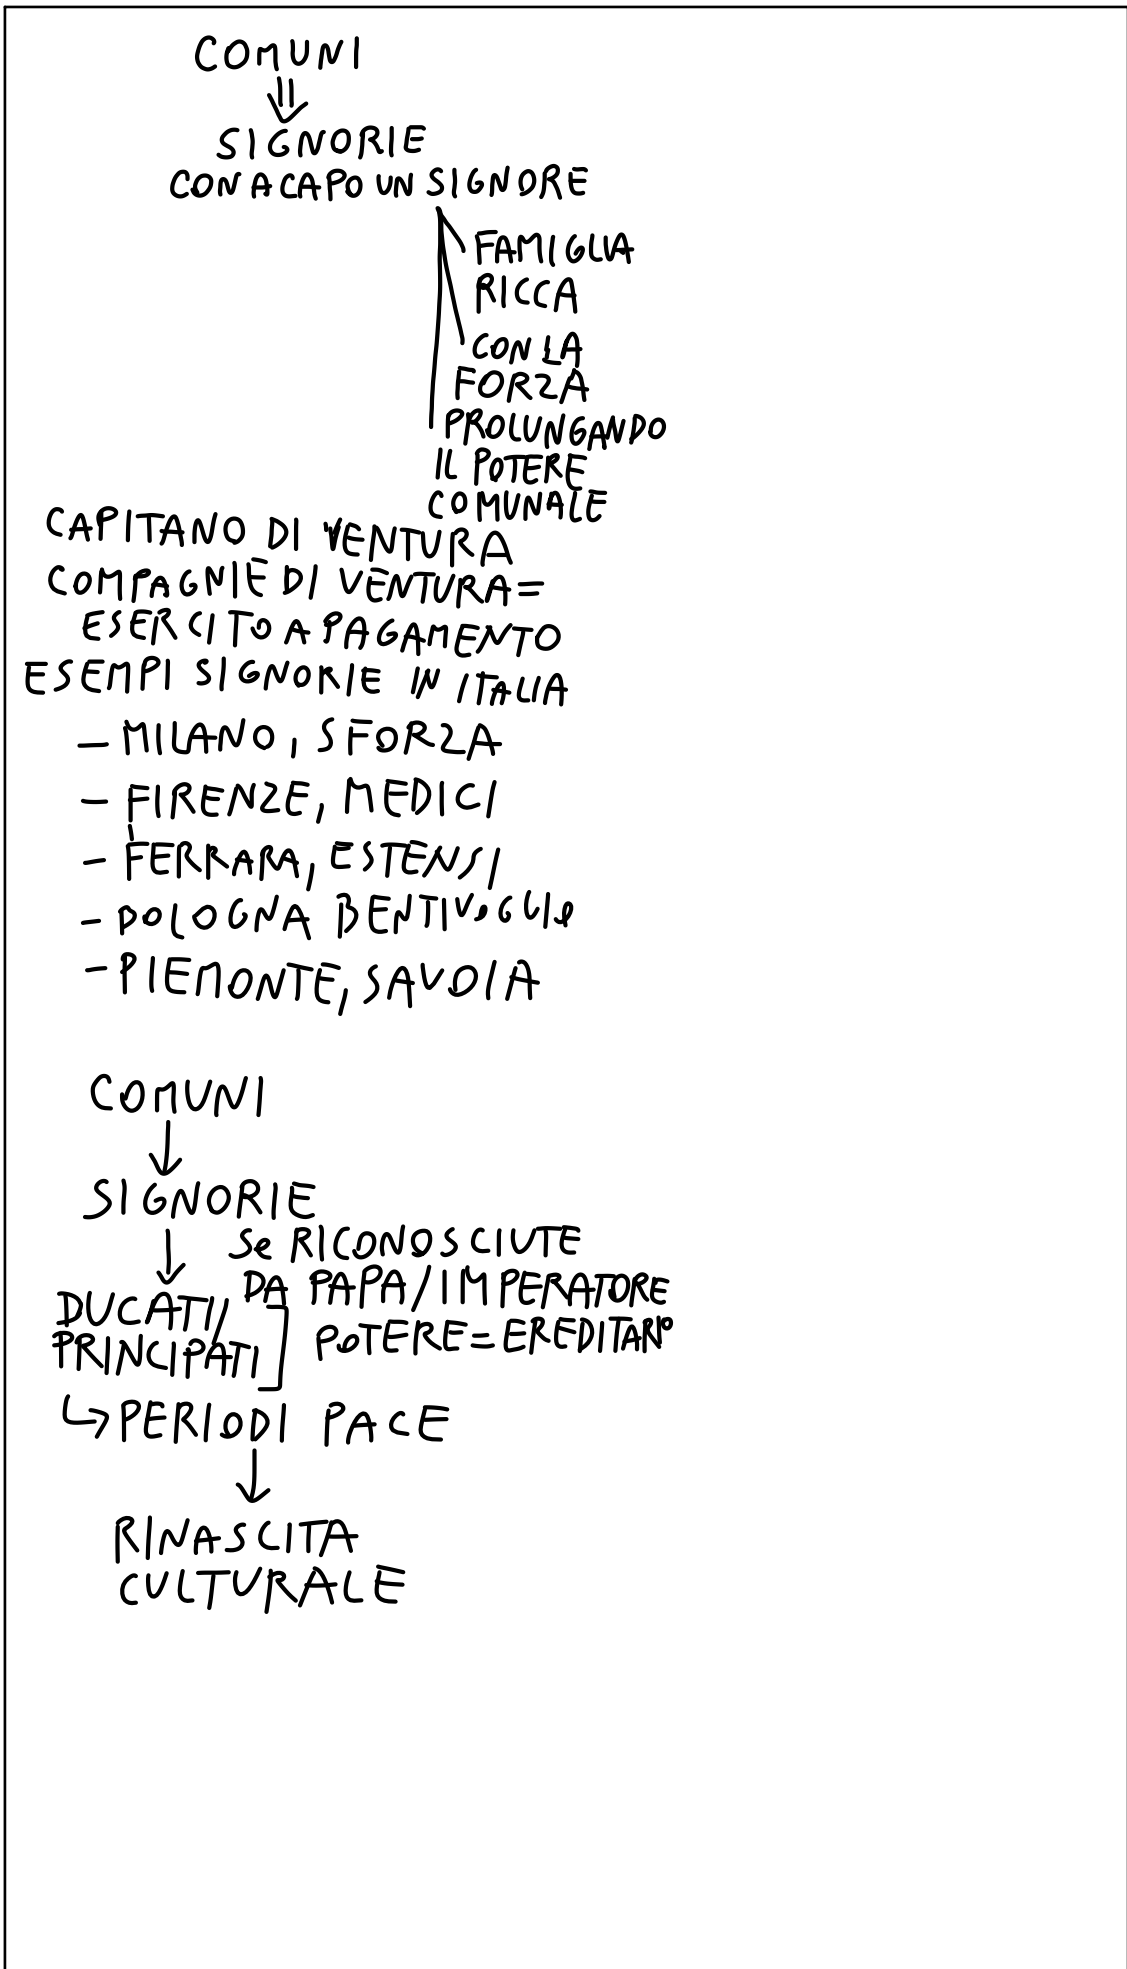 COMUNI
SIGNORIE
CON A CAPO UN SIGNORE
FAMIGLIA
RICCA
CON LA
FORZA
PROLUNGANDO
IL POTERE
COMUNALE
CAPITANO DI VENTURA
COMPAGNIE DI VENTURA=
ESERCITO A PAGAMENTO
ESEMPI SIGNORIE IN ITALIA
- MILANO, SFORZA
- FIRENZE, MEDICI
- FERRARA, ESTENSI
- BOLOGNA BENTIVOGLIO
- PIEMONTE, SAVOIA
COMUNI
SIGNORIE
Se RICONOSCIUTE
DA PAPA/IMPERATORE
DUCATI/
PRINCIPATI] POTERE=EREDITARIO
↳ PERIODI PACE
RINASCITA
CULTURALE